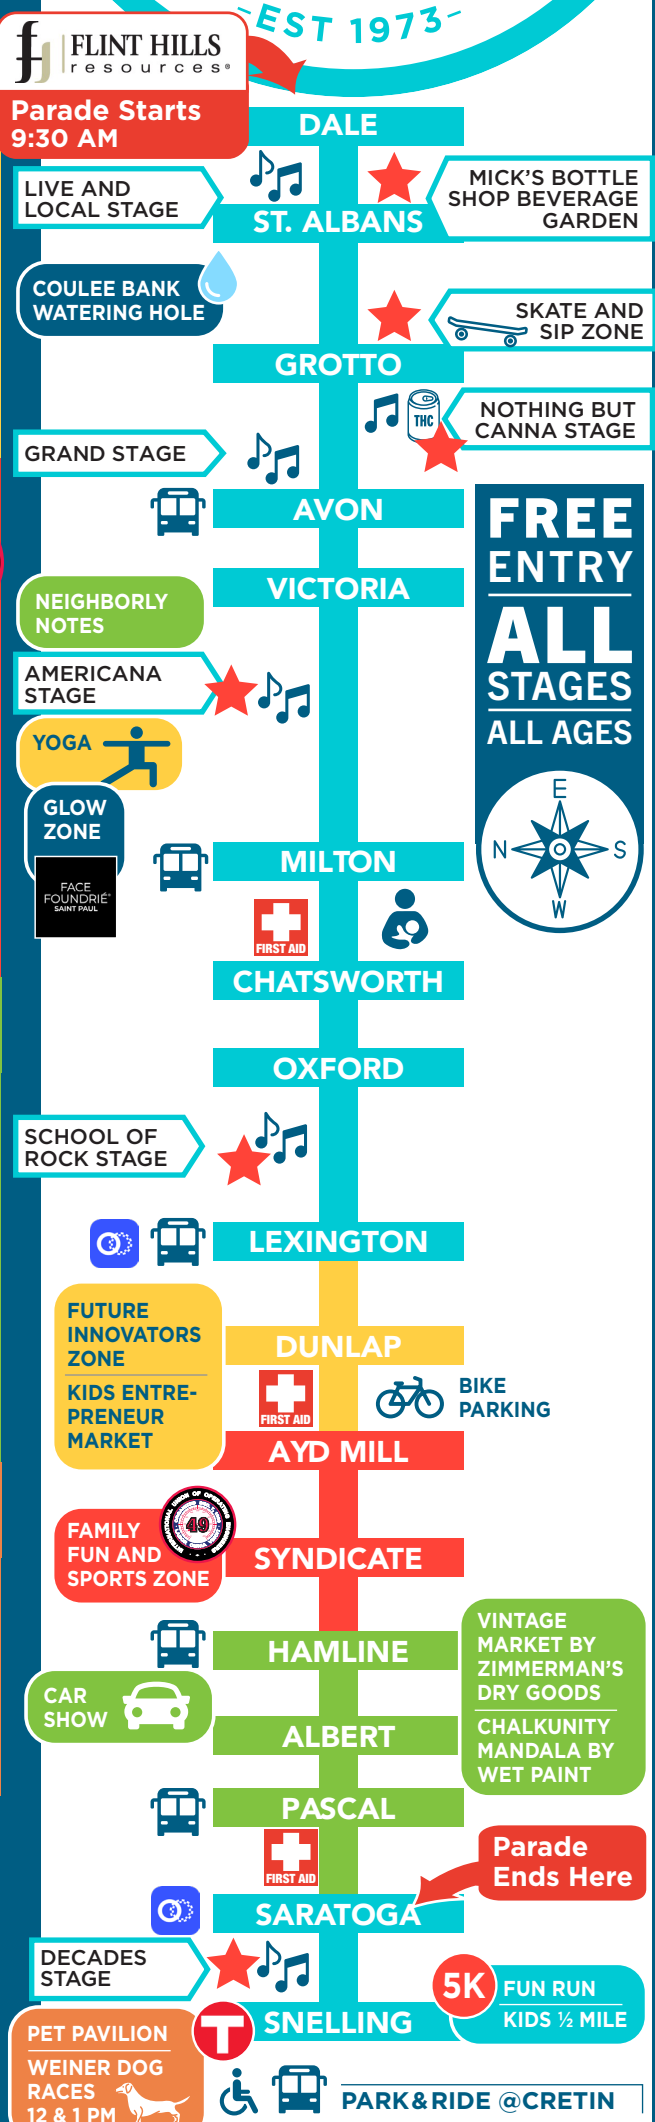 -EST 1973-
FLINT HILLS
resources®
Parade Starts
9:30 AM
DALE
LIVE AND
LOCAL STAGE
MICK'S BOTTLE
SHOP BEVERAGE
GARDEN
ST. ALBANS
COULEE BANK
WATERING HOLE
SKATE AND
SIP ZONE
GROTTO
THC
NOTHING BUT
CANNA STAGE
GRAND STAGE
AVON
FREE
ENTRY
ALL
STAGES
ALL AGES
VICTORIA
NEIGHBORLY
NOTES
AMERICANA
STAGE
YOGA
GLOW
ZONE
E
N
S
W
FACE
FOUNDRIÉ
SAINT PAUL
MILTON
FIRST AID
CHATSWORTH
OXFORD
SCHOOL OF
ROCK STAGE
LEXINGTON
FUTURE
INNOVATORS
ZONE
KIDS ENTRE-
PRENEUR
MARKET
DUNLAP
FIRST AID
BIKE
PARKING
AYD MILL
INTERNATIONAL UNION OF OPERATING ENGINEERS
49
FAMILY
FUN AND
SPORTS ZONE
SYNDICATE
HAMLINE
VINTAGE
MARKET BY
ZIMMERMAN'S
DRY GOODS
CHALKUNITY
MANDALA BY
WET PAINT
CAR
SHOW
ALBERT
PASCAL
FIRST AID
Parade
Ends Here
SARATOGA
DECADES
STAGE
5K
FUN RUN
KIDS ½ MILE
T
SNELLING
PET PAVILION
WEINER DOG
RACES
12 & 1 PM
PARK & RIDE @CRETIN